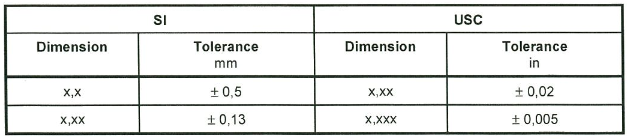 SI USC
Dimension Tolerance Dimension Tolerance
mm in
x,x ± 0,5 x,xx ± 0,02
x,xx ± 0,13 x,xxx ± 0,005